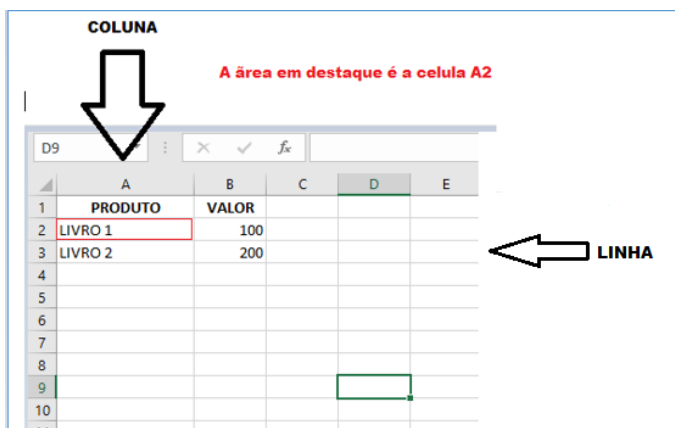 COLUNA
A ãrea em destaque é a celula A2
D9 fx
A B C D E
1 PRODUTO VALOR
2 LIVRO 1 100
3 LIVRO 2 200
LINHA
4
5
6
7
8
9
10